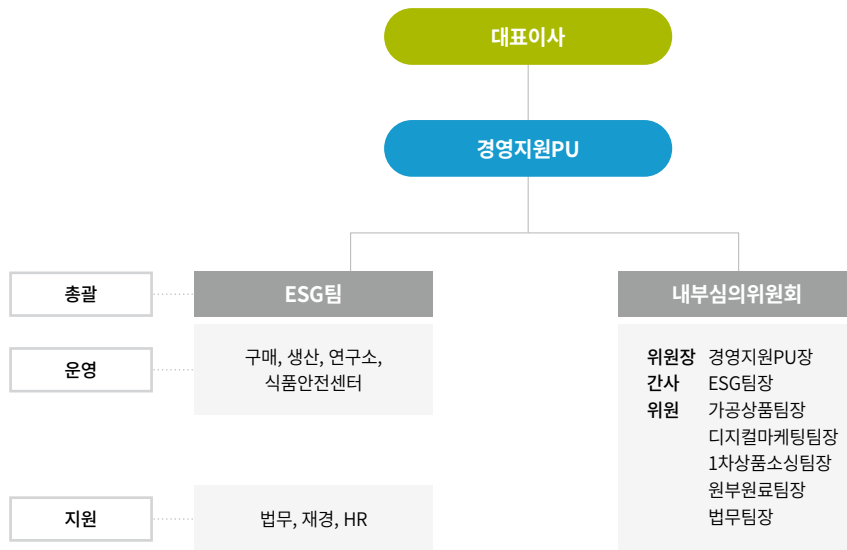 대표이사
경영지원PU
총괄
ESG팀
내부심의위원회
운영
구매, 생산, 연구소,
식품안전센터
지원
법무, 재경, HR
위원장 경영지원PU장
간사 ESG팀장
위원 가공상품팀장
디지컬마케팅팀장
1차상품소싱팀장
원부원료팀장
법무팀장